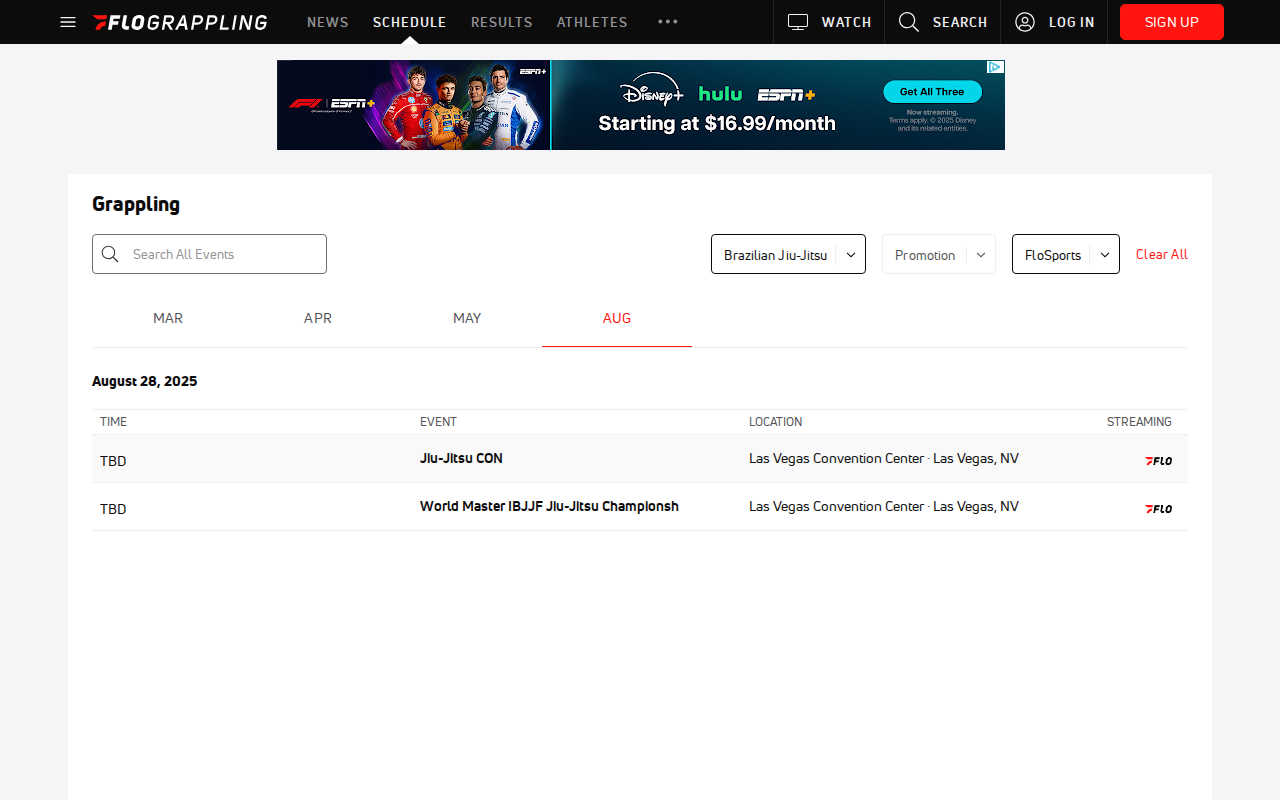 FLOGRAPPLING NEWS SCHEDULE RESULTS ATHLETES WATCH SEARCH LOG IN SIGN UP
F1 ESPN+
ESPN+
Disney+ hulu ESPN+
Starting at $16.99/month
Get All Three
Now streaming.
Terms apply. © 2025 Disney
and its related entities.
Grappling
Search All Events
Brazilian Jiu-Jitsu
Promotion
FloSports
Clear All
MAR APR MAY AUG
August 28, 2025
TIME EVENT LOCATION STREAMING
TBD Jiu-Jitsu CON Las Vegas Convention Center · Las Vegas, NV FLO
TBD World Master IBJJF Jiu-Jitsu Championsh Las Vegas Convention Center · Las Vegas, NV FLO